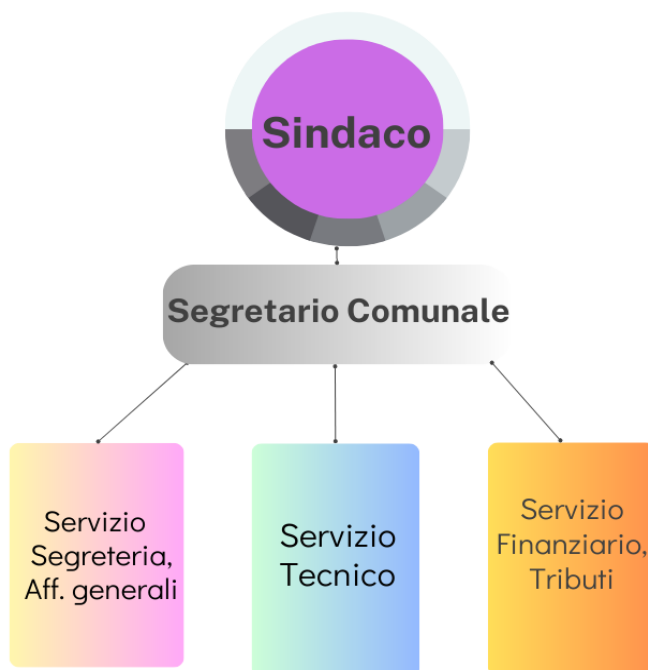 Sindaco
Segretario Comunale
Servizio
Segreteria,
Aff. generali
Servizio
Tecnico
Servizio
Finanziario,
Tributi